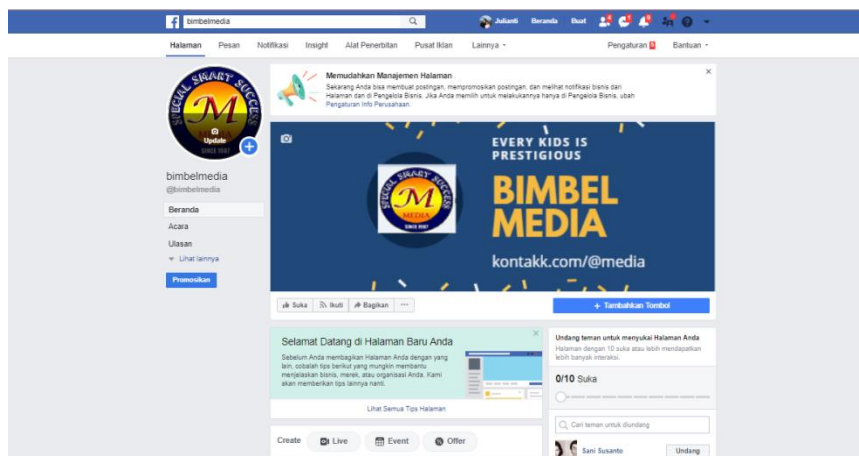 bimbelmedia
Julianti Beranda Buat
Halaman Pesan Notifikasi Insight Alat Penerbitan Pusat Iklan Lainnya Pengaturan Bantuan
Memudahkan Manajemen Halaman
Sekarang Anda bisa membuat postingan, mempromosikan postingan, dan melihat notifikasi bisnis dari
Halaman dan di Pengelola Bisnis. Jika Anda memilih untuk melakukannya hanya di Pengelola Bisnis, ubah
Pengaturan Info Perusahaan.
SPECIAL SMART SUCCESS
M
Update
SINCE
bimbelmedia
@bimbelmedia
Beranda
Acara
Ulasan
Lihat lainnya
Promosikan
SPECIAL SMART SUCCESS
M
MEDIA
EVERY KIDS IS
PRESTIGIOUS
BIMBEL
MEDIA
kontakk.com/@media
Suka Ikuti Bagikan ...
+ Tambahkan Tombol
Selamat Datang di Halaman Baru Anda
Sebelum Anda membagikan Halaman Anda dengan yang
lain, cobalah tips berikut yang mungkin membantu
menjelaskan bisnis, merek, atau organisasi Anda. Kami
akan memberikan tips lainnya nanti.
Lihat Semua Tips Halaman
Create Live Event Offer
Undang teman untuk menyukai Halaman Anda
Halaman dengan 10 suka atau lebih mendapatkan
lebih banyak interaksi.
0/10 Suka
Cari teman untuk diundang
Sani Susanto Undang